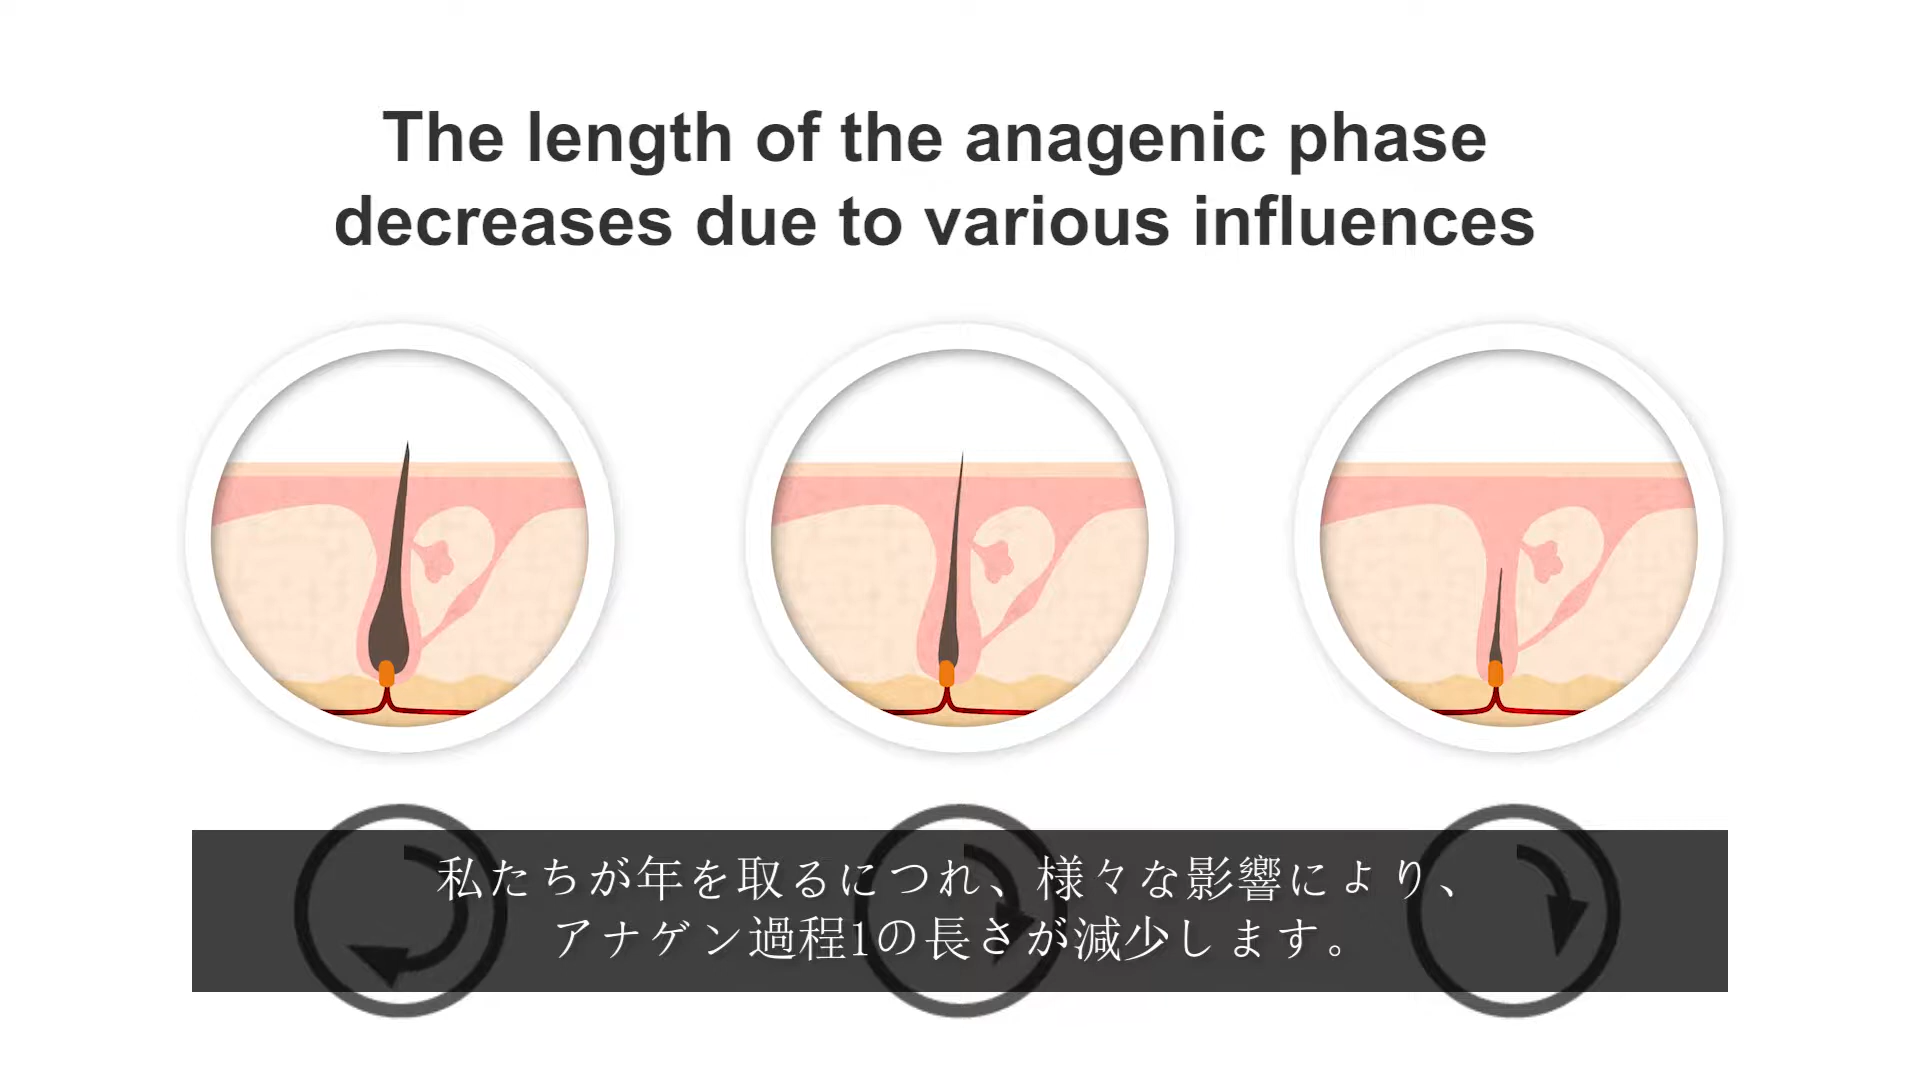 The length of the anagenic phase
decreases due to various influences
私たちが年を取るにつれ、様々な影響により、
アナゲン過程1の長さが減少します。